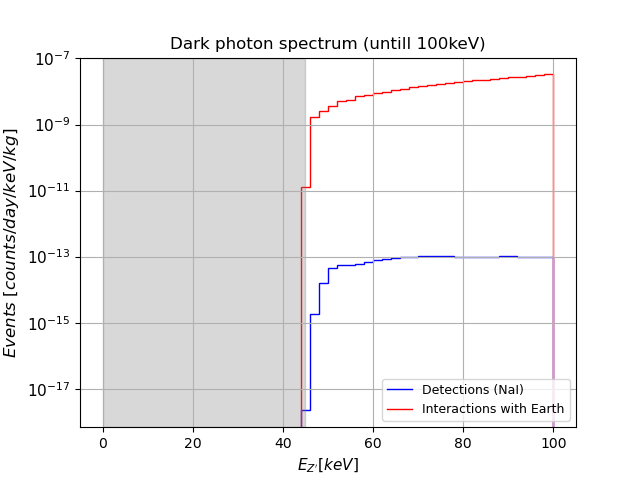 Dark photon spectrum (untill 100keV)
Events [counts/day/keV/kg]
10⁻⁷
10⁻⁹
10⁻¹¹
10⁻¹³
10⁻¹⁵
10⁻¹⁷
Detections (NaI)
Interactions with Earth
0 20 40 60 80 100
E_{Z'}[keV]